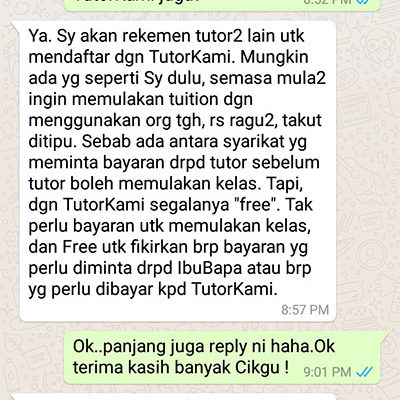 TutorKami juga?
8:52 PM
Ya. Sy akan rekemen tutor2 lain utk
mendaftar dgn TutorKami. Mungkin
ada yg seperti Sy dulu, semasa mula2
ingin memulakan tuition dgn
menggunakan org tgh, rs ragu2, takut
ditipu. Sebab ada antara syarikat yg
meminta bayaran drpd tutor sebelum
tutor boleh memulakan kelas. Tapi,
dgn TutorKami segalanya "free". Tak
perlu bayaran utk memulakan kelas,
dan Free utk fikirkan brp bayaran yg
perlu diminta drpd IbuBapa atau brp
yg perlu dibayar kpd TutorKami.
8:57 PM
Ok..panjang juga reply ni haha.Ok
terima kasih banyak Cikgu !
9:01 PM